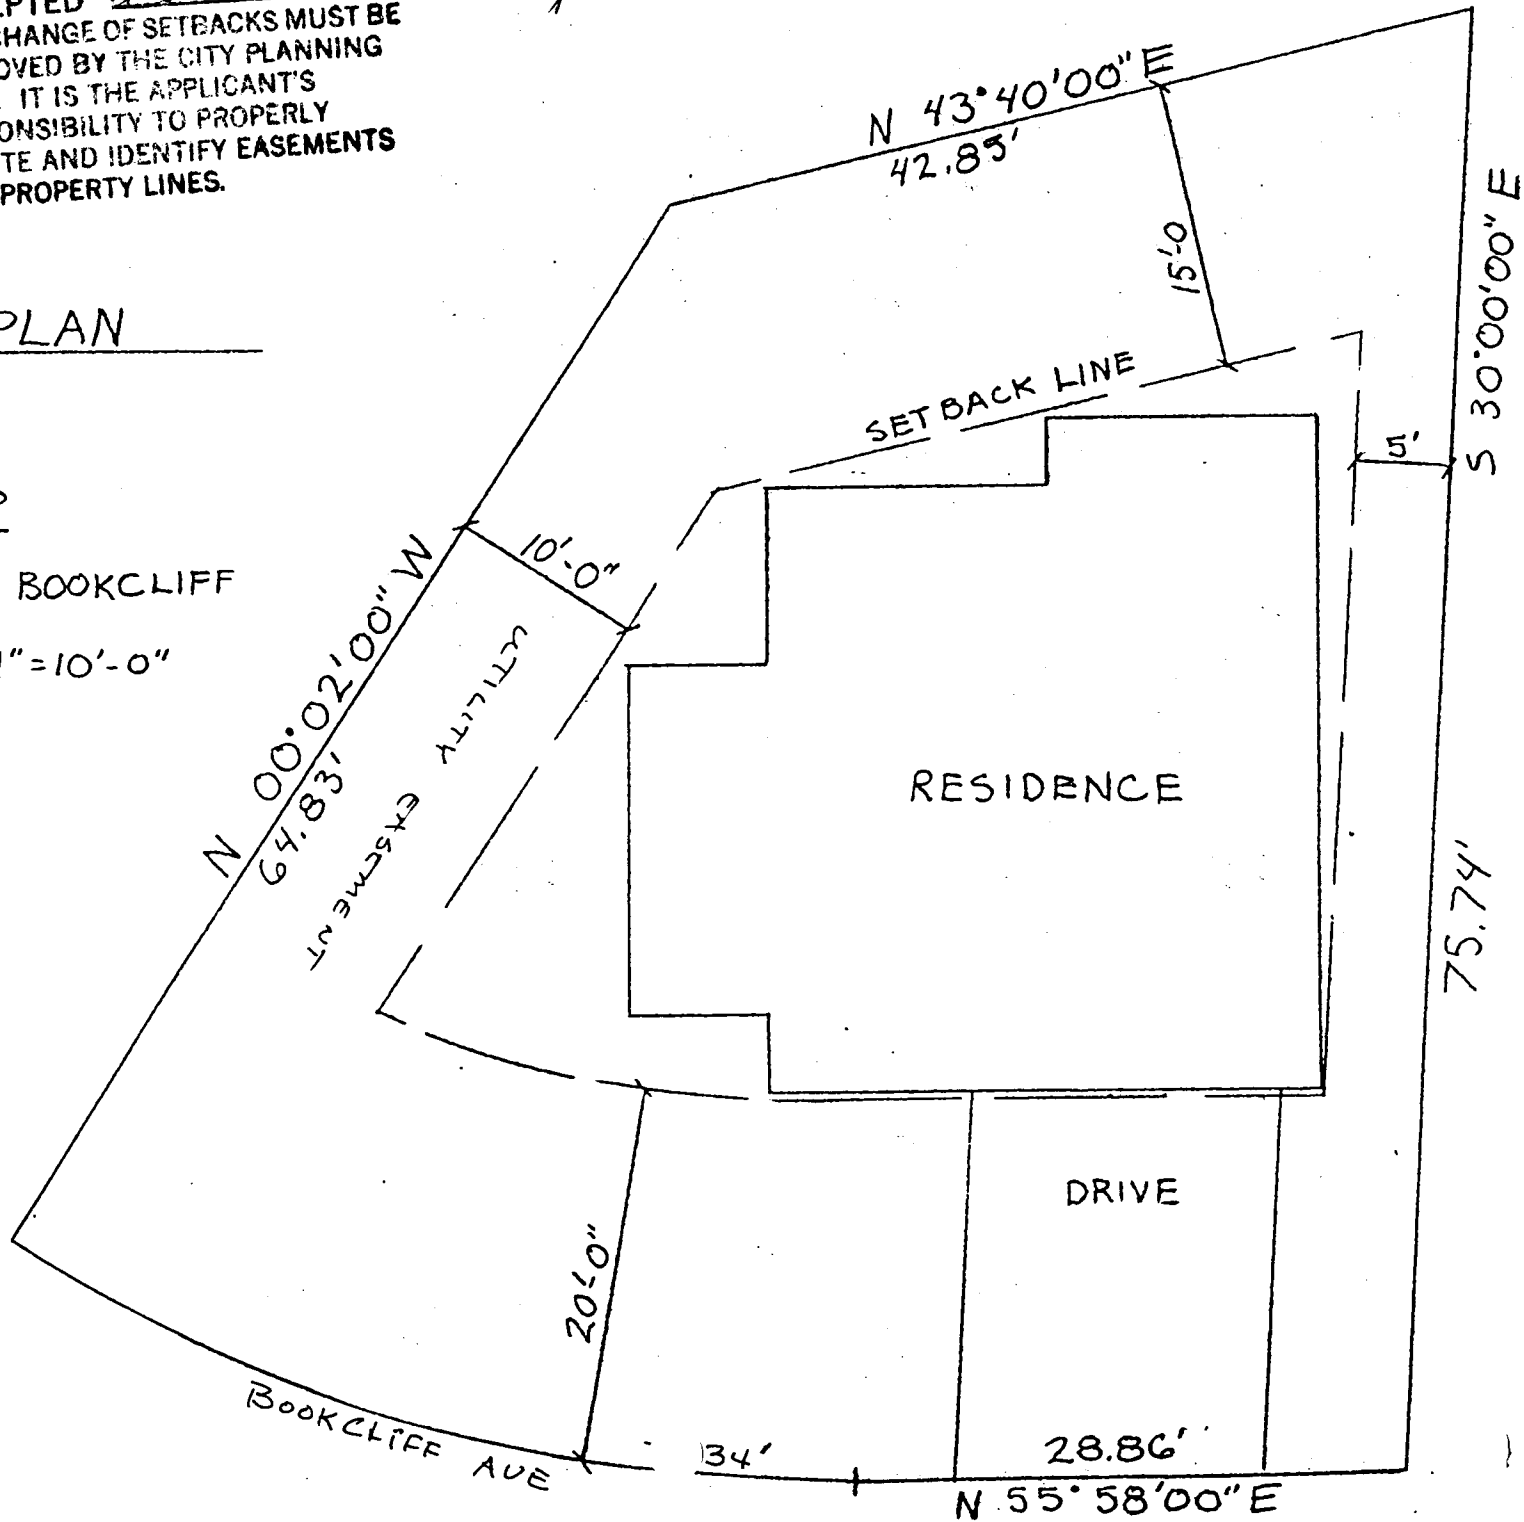 EPTED
CHANGE OF SETBACKS MUST BE
OVED BY THE CITY PLANNING
IT IS THE APPLICANT'S
ONSIBILITY TO PROPERLY
TE AND IDENTIFY EASEMENTS
PROPERTY LINES.
PLAN
BOOKCLIFF
1"=10'-0"
N 43°40'00" E
42.85'
15'-0
S 30°00'00" E
75.74'
SETBACK LINE
5'
10'-0"
N 00°02'00" W
64.83'
UTILITY EASEMENT
RESIDENCE
DRIVE
20'-0"
BOOKCLIFF AVE
34'
28.86'
N 55°58'00" E